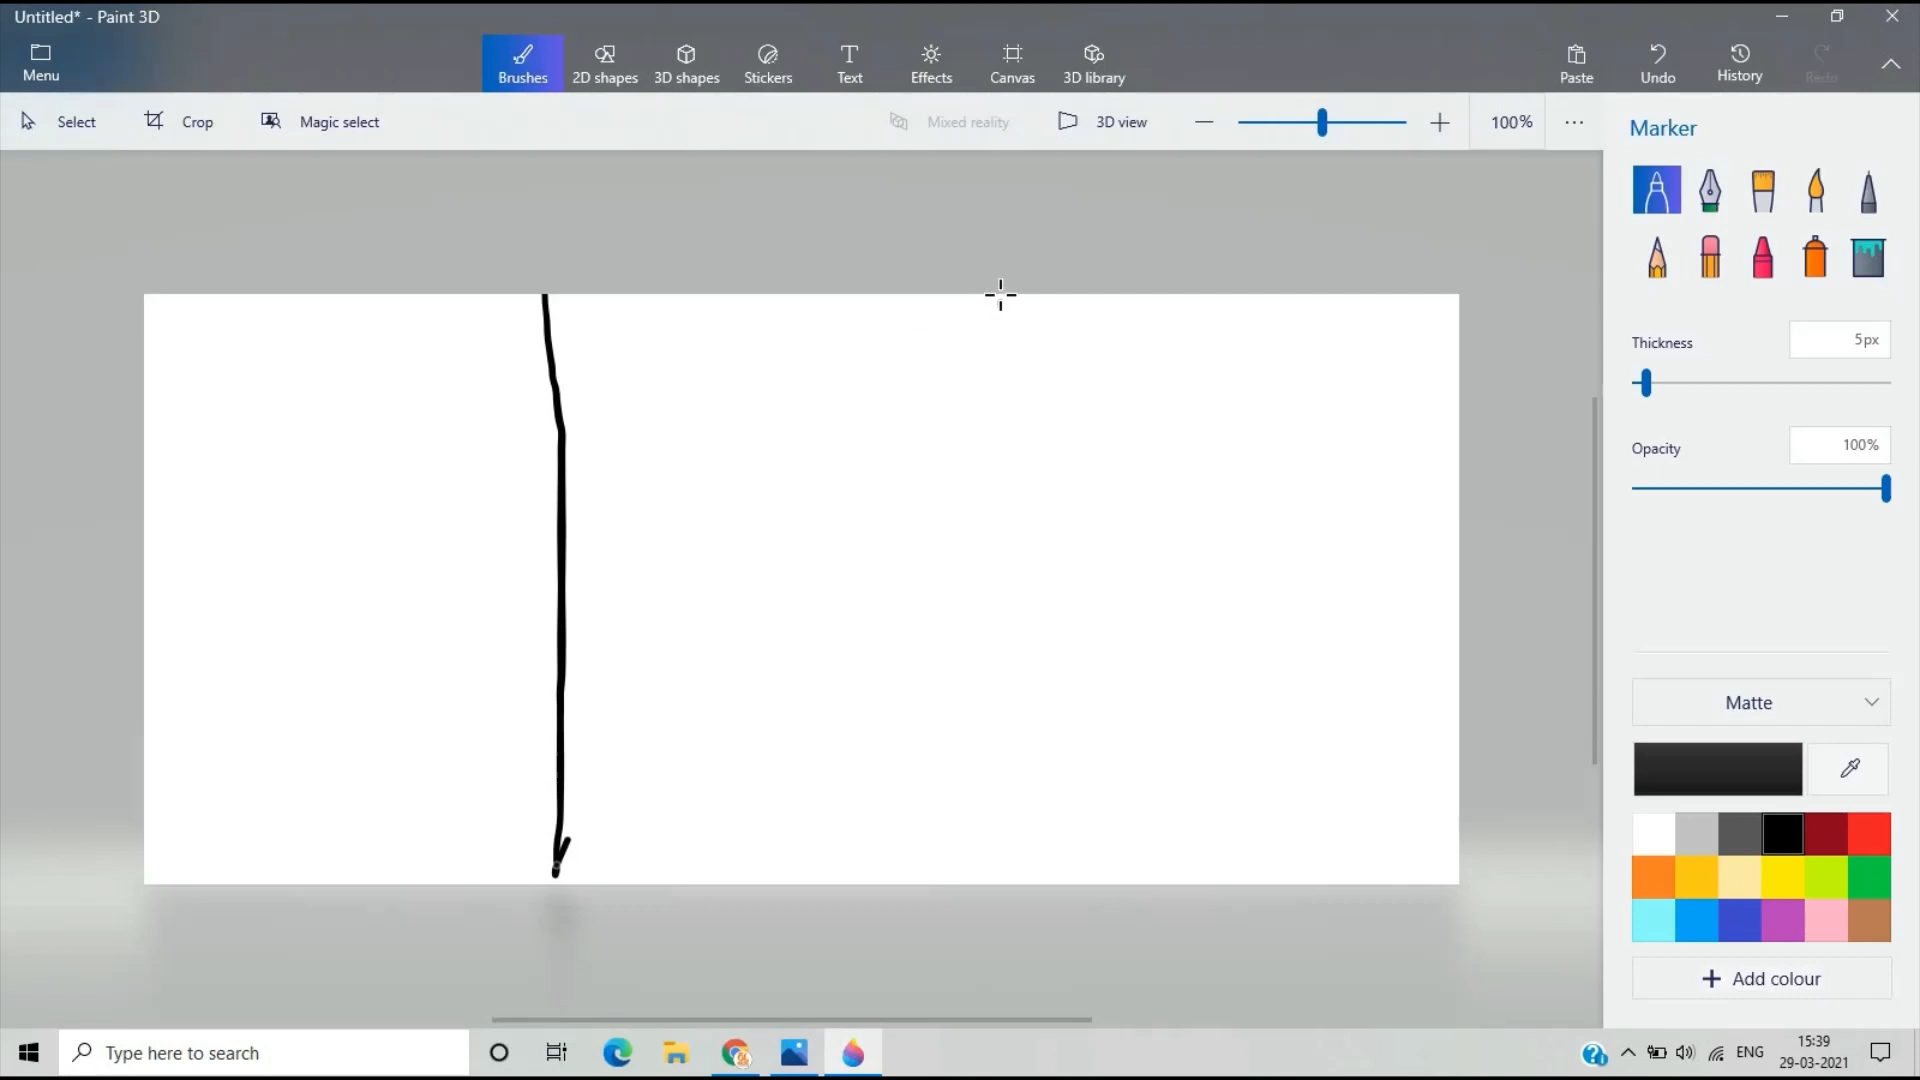 Untitled* - Paint 3D
Menu
Brushes
2D shapes
3D shapes
Stickers
Text
Effects
Canvas
3D library
Paste
Undo
History
Redo
Select
Crop
Magic select
Mixed reality
3D view
100%
Marker
Thickness
5px
Opacity
100%
Matte
Add colour
Type here to search
ENG
15:39
29-03-2021